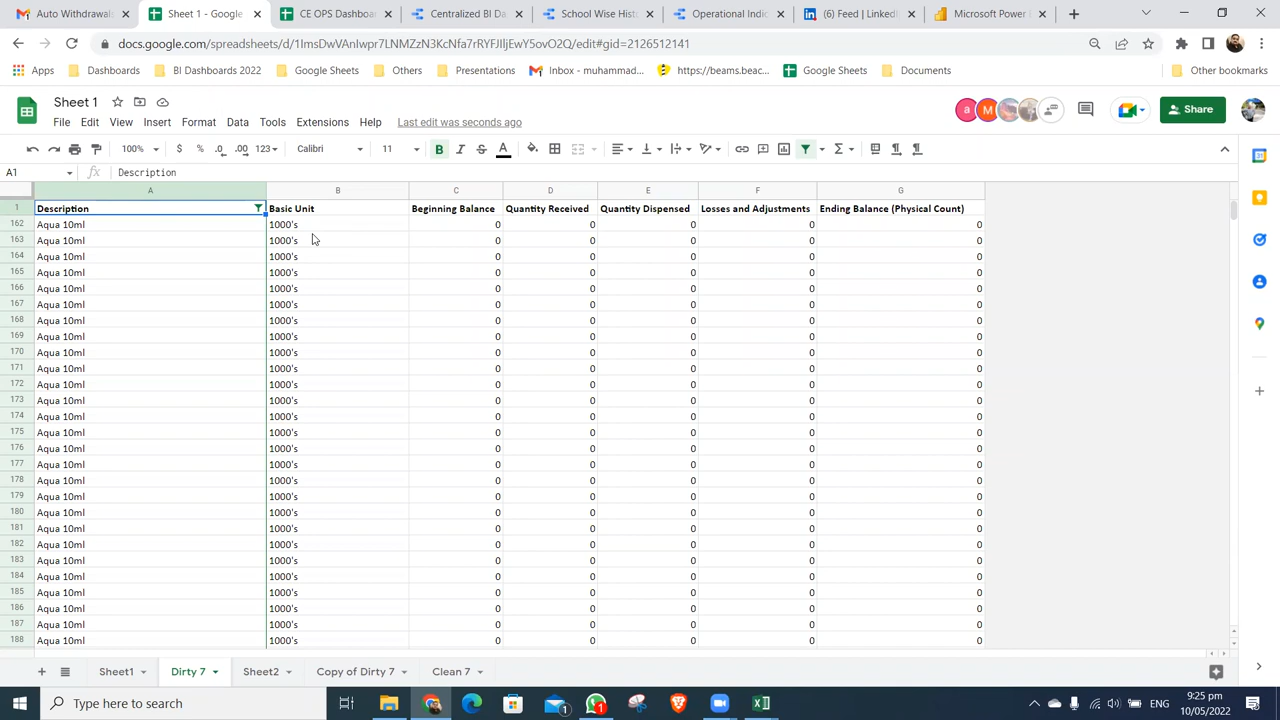 Auto Withdrawals
Sheet 1 - Google
CE OPS Dashboa
Centralized BI Da
School Wise Hist
Operational Indic
(6) Feed | LinkedI
Microsoft Power
docs.google.com/spreadsheets/d/
/edit#gid=2126512141
Apps
Dashboards
BI Dashboards 2022
Google Sheets
Others
Presentations
Inbox - muhammad...
https://beams.beac...
Google Sheets
Documents
Other bookmarks
Sheet 1
File Edit View Insert Format Data Tools Extensions Help Last edit was seconds ago
Share
100% $ % .0 .00 123 Calibri 11 B I S A
A1 fx Description
A B C D E F G
1 Description Basic Unit Beginning Balance Quantity Received Quantity Dispensed Losses and Adjustments Ending Balance (Physical Count)
162 Aqua 10ml 1000's 0 0 0 0 0
163 Aqua 10ml 1000's 0 0 0 0 0
164 Aqua 10ml 1000's 0 0 0 0 0
165 Aqua 10ml 1000's 0 0 0 0 0
166 Aqua 10ml 1000's 0 0 0 0 0
167 Aqua 10ml 1000's 0 0 0 0 0
168 Aqua 10ml 1000's 0 0 0 0 0
169 Aqua 10ml 1000's 0 0 0 0 0
170 Aqua 10ml 1000's 0 0 0 0 0
171 Aqua 10ml 1000's 0 0 0 0 0
172 Aqua 10ml 1000's 0 0 0 0 0
173 Aqua 10ml 1000's 0 0 0 0 0
174 Aqua 10ml 1000's 0 0 0 0 0
175 Aqua 10ml 1000's 0 0 0 0 0
176 Aqua 10ml 1000's 0 0 0 0 0
177 Aqua 10ml 1000's 0 0 0 0 0
178 Aqua 10ml 1000's 0 0 0 0 0
179 Aqua 10ml 1000's 0 0 0 0 0
180 Aqua 10ml 1000's 0 0 0 0 0
181 Aqua 10ml 1000's 0 0 0 0 0
182 Aqua 10ml 1000's 0 0 0 0 0
183 Aqua 10ml 1000's 0 0 0 0 0
184 Aqua 10ml 1000's 0 0 0 0 0
185 Aqua 10ml 1000's 0 0 0 0 0
186 Aqua 10ml 1000's 0 0 0 0 0
187 Aqua 10ml 1000's 0 0 0 0 0
188 Aqua 10ml 1000's 0 0 0 0 0
Sheet1 Dirty 7 Sheet2 Copy of Dirty 7 Clean 7
Type here to search
ENG
9:25 pm
10/05/2022